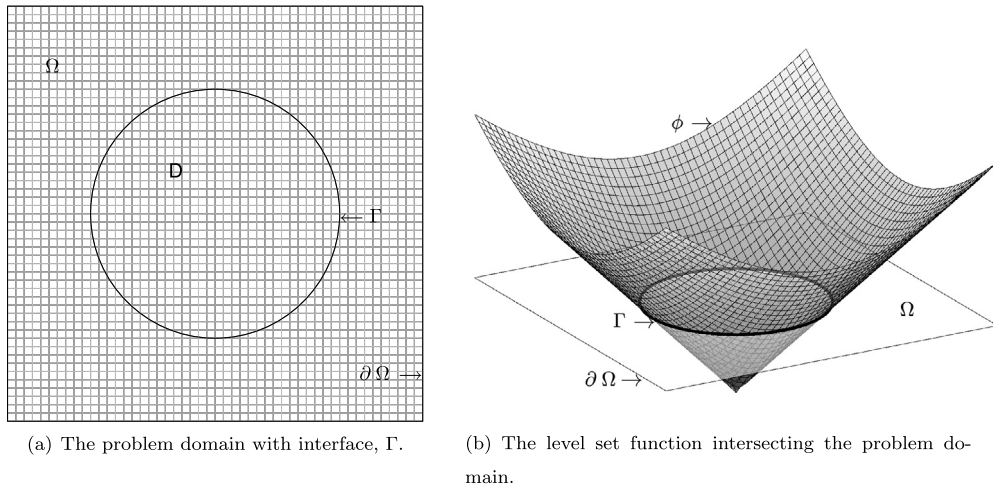 Ω
D
← Γ
∂ Ω →
(a) The problem domain with interface, Γ.
ϕ →
Γ →
Ω
∂ Ω →
(b) The level set function intersecting the problem do-
main.